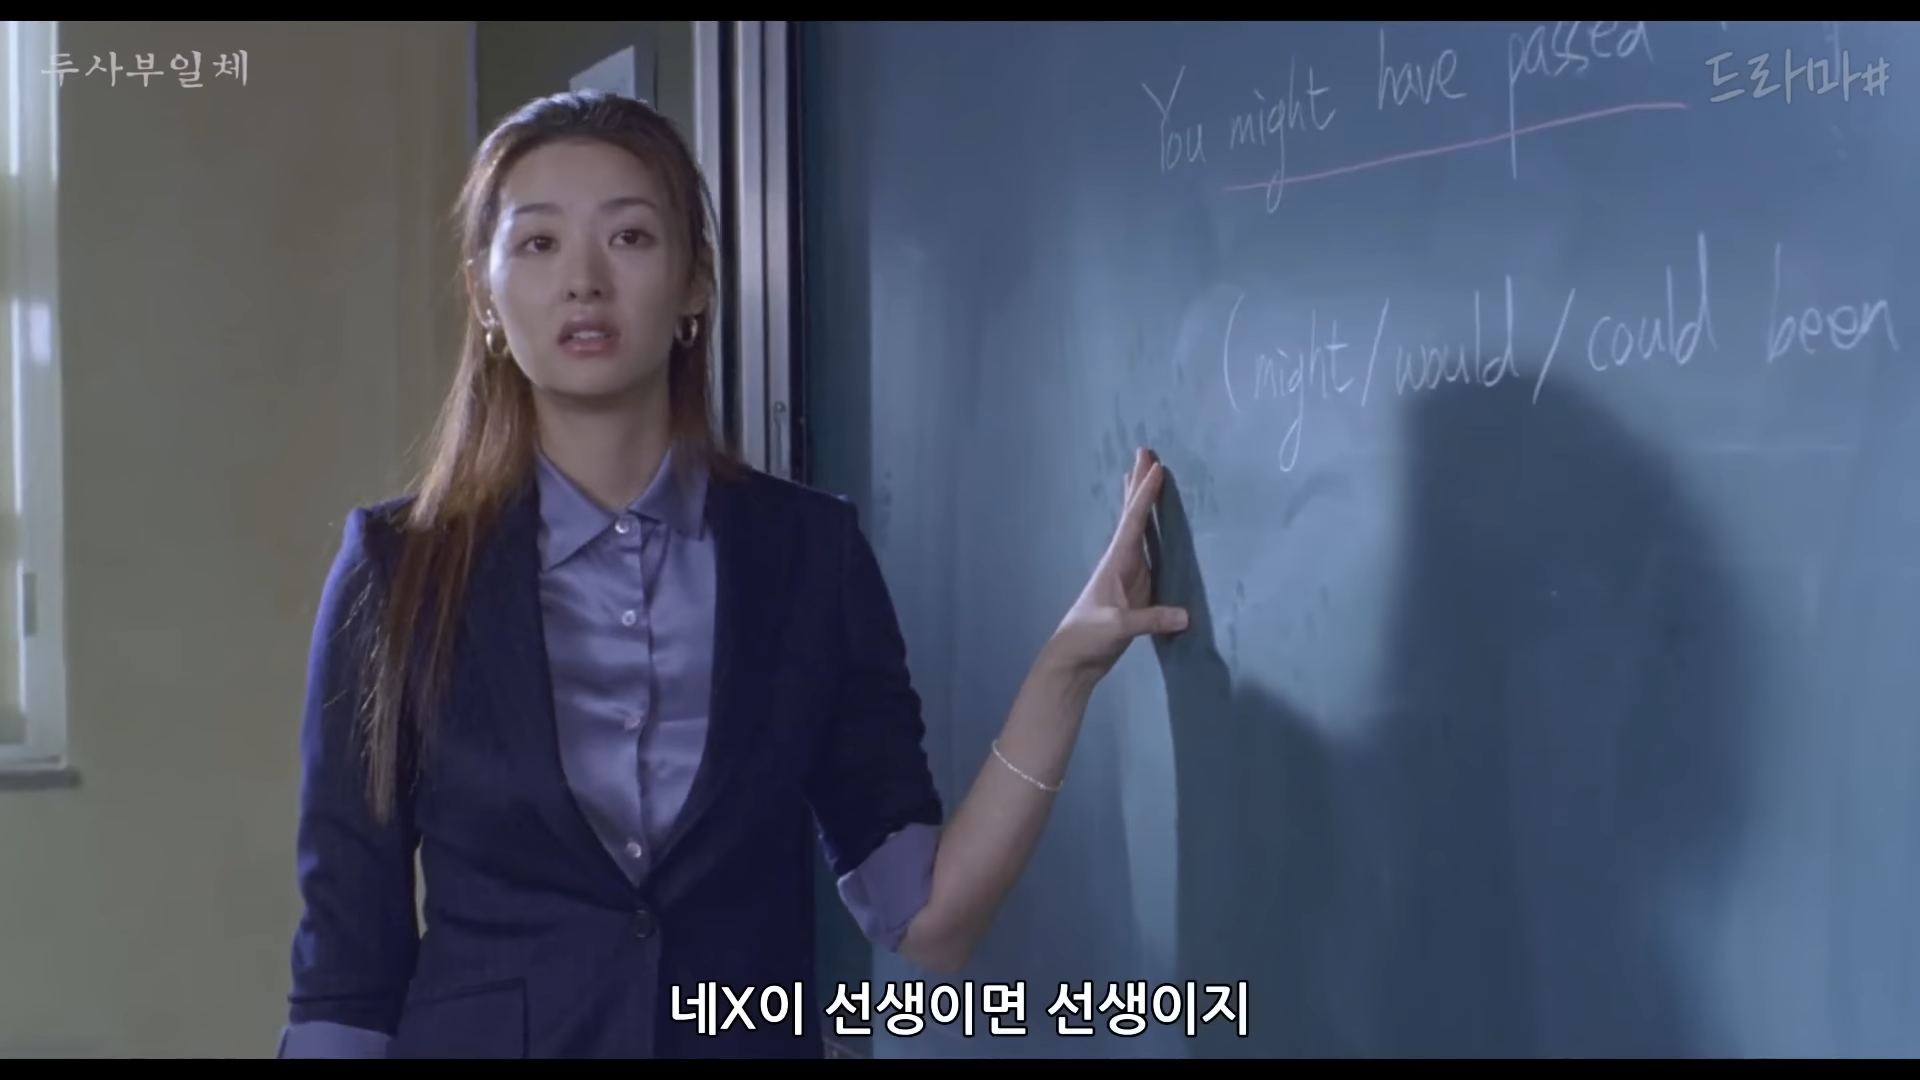 두사부일체
드라마#
You might have passed
(might/would/could been
네X이 선생이면 선생이지